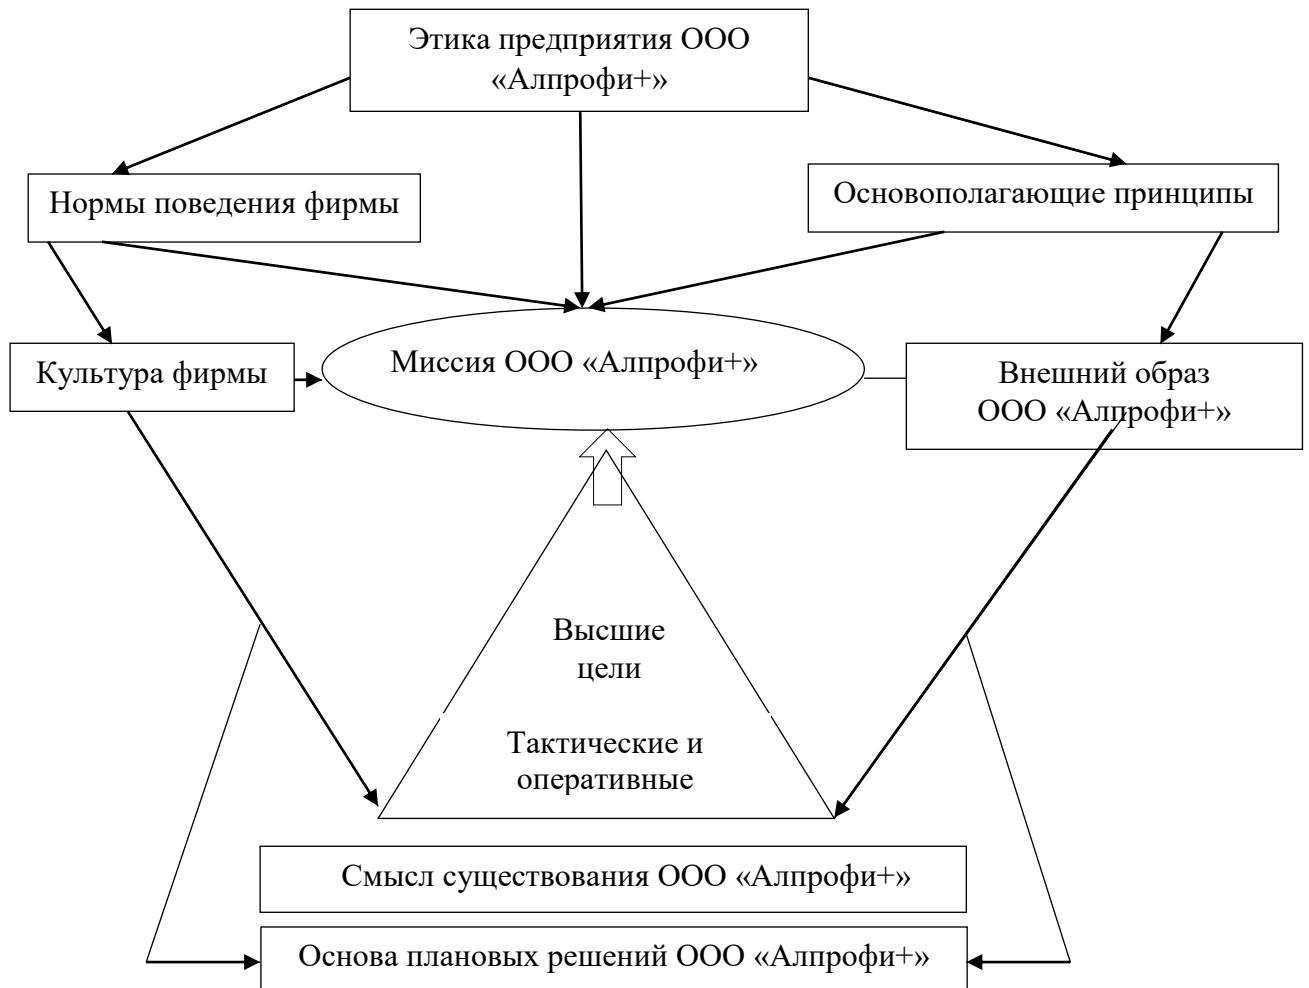 Этика предприятия ООО
«Алпрофи+»
Нормы поведения фирмы
Основополагающие принципы
Культура фирмы
Миссия ООО «Алпрофи+»
Внешний образ
ООО «Алпрофи+»
Высшие
цели
Тактические и
оперативные
Смысл существования ООО «Алпрофи+»
Основа плановых решений ООО «Алпрофи+»